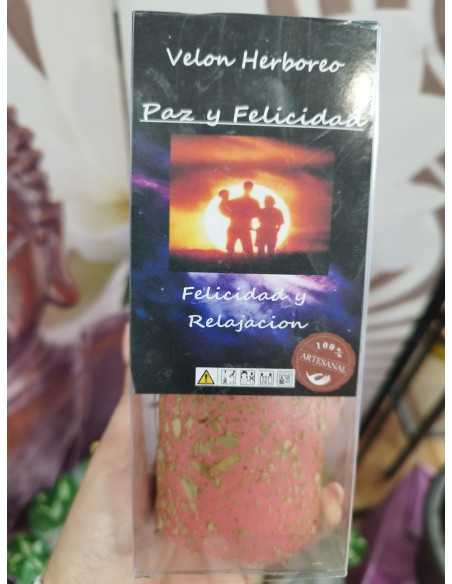 Velon Herboreo
Paz y Felicidad
Felicidad y
Relajacion
100%
ARTESANAL